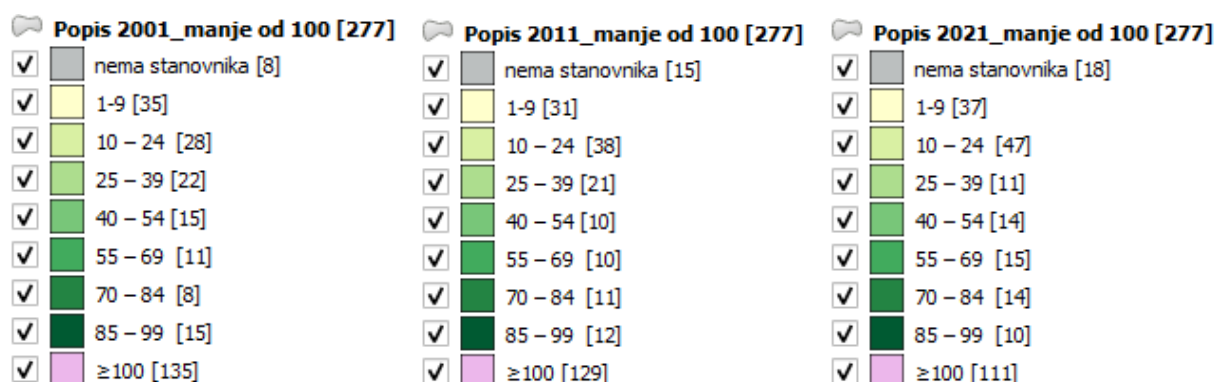 Popis 2001_manje od 100 [277]
nema stanovnika [8]
1-9 [35]
10 – 24 [28]
25 – 39 [22]
40 – 54 [15]
55 – 69 [11]
70 – 84 [8]
85 – 99 [15]
≥100 [135]
Popis 2011_manje od 100 [277]
nema stanovnika [15]
1-9 [31]
10 – 24 [38]
25 – 39 [21]
40 – 54 [10]
55 – 69 [10]
70 – 84 [11]
85 – 99 [12]
≥100 [129]
Popis 2021_manje od 100 [277]
nema stanovnika [18]
1-9 [37]
10 – 24 [47]
25 – 39 [11]
40 – 54 [14]
55 – 69 [15]
70 – 84 [14]
85 – 99 [10]
≥100 [111]